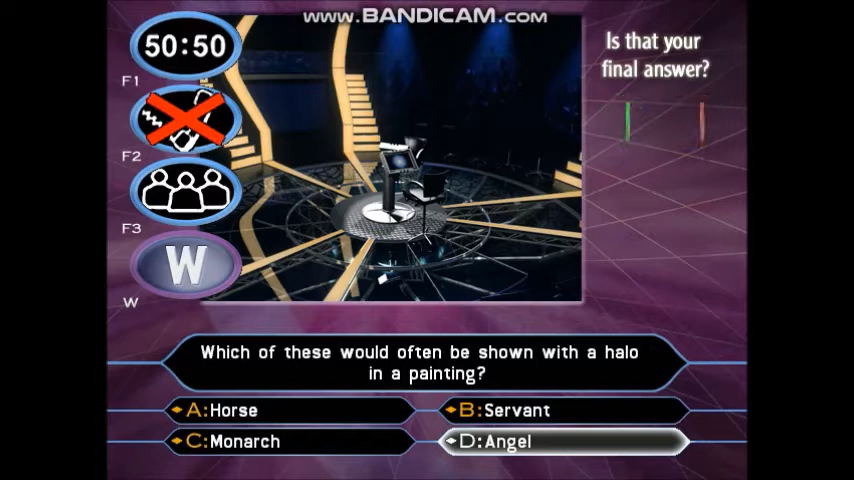 www.BANDICAM.com
50:50
F1
F2
F3
W
W
Is that your
final answer?
Which of these would often be shown with a halo
in a painting?
A:Horse
B:Servant
C:Monarch
D:Angel